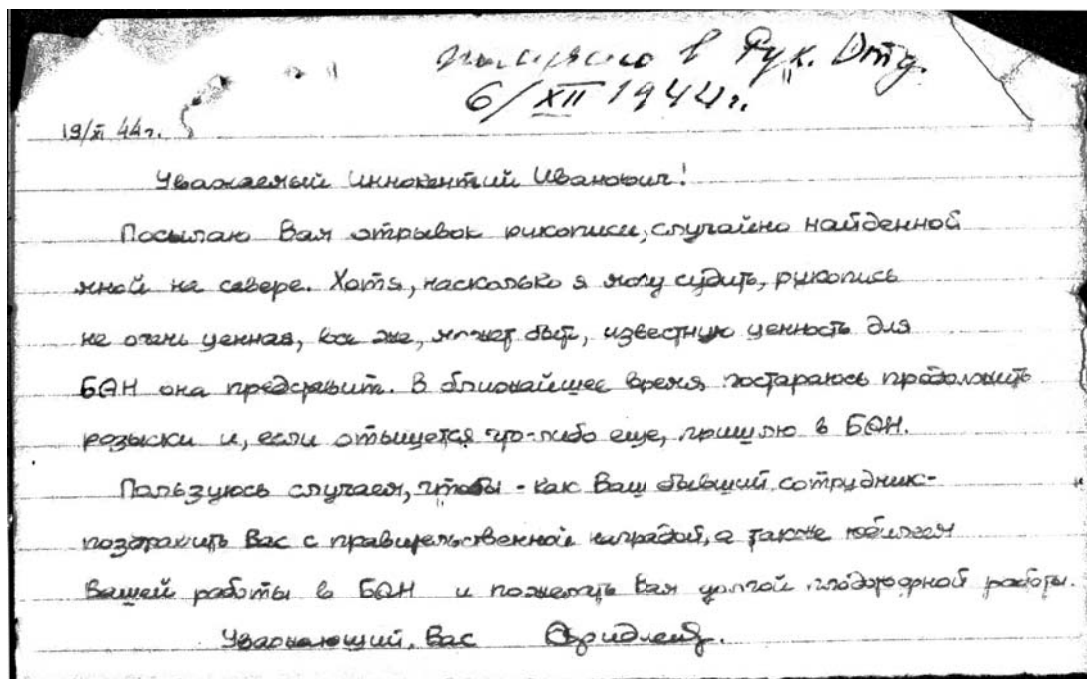 в Рук. Отд.
6/XII 1944г.
19/XI 44г.
Уважаемый Иннокентий Иванович!
Посылаю Вам отрывок рукописи, случайно найденной
мной на севере. Хотя, насколько я могу судить, рукопись
не очень ценная, все же, может быть, известную ценность для
БАН она представит. В ближайшее время постараюсь продолжить
розыски и, если отыщется что-либо еще, пришлю в БАН.
Пользуюсь случаем, чтобы - как Ваш бывший сотрудник -
поздравить Вас с правительственной наградой, а также юбилеем
Вашей работы в БАН и пожелать Вам долгой плодотворной работы.
Уважающий Вас